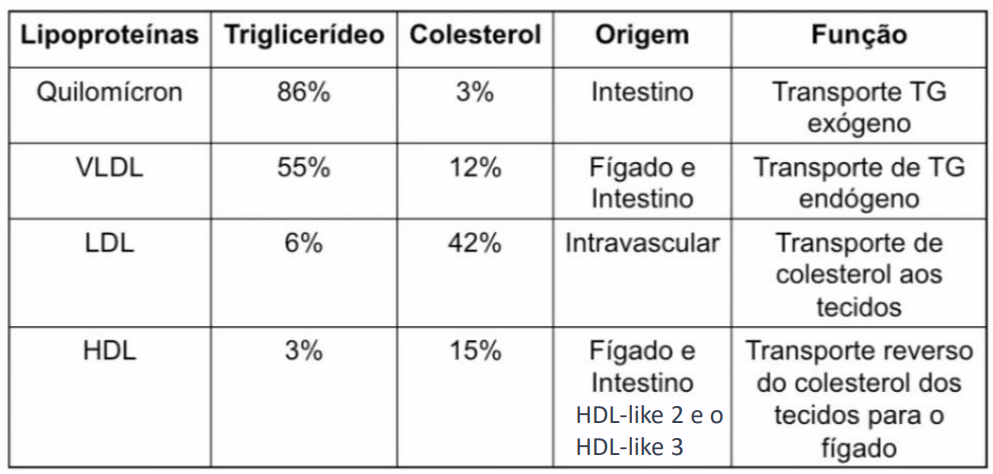 Lipoproteínas Triglicerídeo Colesterol Origem Função
Quilomícron 86% 3% Intestino Transporte TG
exógeno
VLDL 55% 12% Fígado e Transporte de TG
Intestino endógeno
LDL 6% 42% Intravascular Transporte de
colesterol aos
tecidos
HDL 3% 15% Fígado e Transporte reverso
Intestino do colesterol dos
HDL-like 2 e o tecidos para o
HDL-like 3 fígado